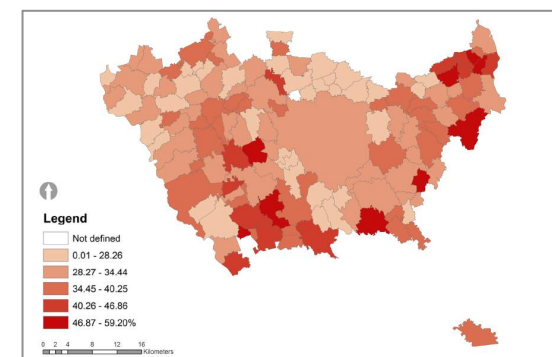 Legend
Not defined
0.01 - 28.26
28.27 - 34.44
34.45 - 40.25
40.26 - 46.86
46.87 - 59.20%
0 2 4 8 12 16
Kilometers